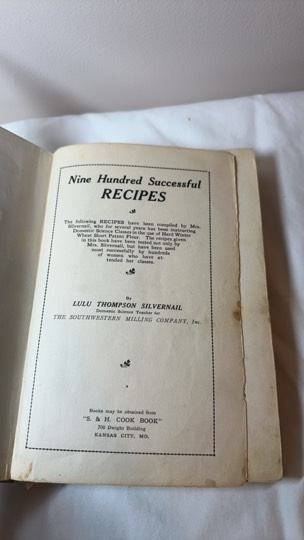 Nine Hundred Successful
RECIPES
The following RECIPES have been compiled by Mrs.
Silvernail, who for several years has been instructing
Domestic Science Classes in the use of Hard Winter
Wheat Short Patent Flour. The recipes given
in this book have been tested not only by
Mrs. Silvernail, but have been used
most successfully by hundreds
of women who have at-
tended her classes.
By
LULU THOMPSON SILVERNAIL
Domestic Science Teacher for
THE SOUTHWESTERN MILLING COMPANY, Inc.
Books may be obtained from
"S. & H. COOK BOOK"
700 Dwight Building
KANSAS CITY, MO.